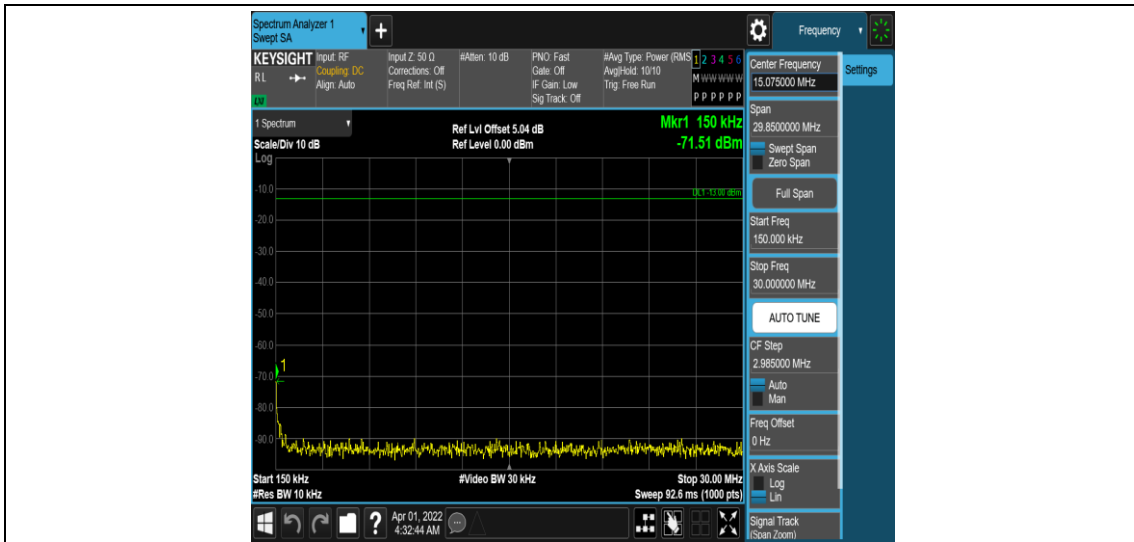 Spectrum Analyzer 1
Swept SA
+
Frequency
KEYSIGHT
RL
Input: RF
Coupling: DC
Align: Auto
Input Z: 50 Ω
Corrections: Off
Freq Ref: Int (S)
#Atten: 10 dB
PNO: Fast
Gate: Off
IF Gain: Low
Sig Track: Off
#Avg Type: Power (RMS
Avg|Hold: 10/10
Trig: Free Run
1 2 3 4 5 6
M W W W W W
P P P P P P
1 Spectrum
Scale/Div 10 dB
Log
Ref Lvl Offset 5.04 dB
Ref Level 0.00 dBm
Mkr1 150 kHz
-71.51 dBm
DL1 -13.00 dBm
-10.0
-20.0
-30.0
-40.0
-50.0
-60.0
-70.0
-80.0
-90.0
1
Start 150 kHz
#Res BW 10 kHz
#Video BW 30 kHz
Stop 30.00 MHz
Sweep 92.6 ms (1000 pts)
?
Apr 01, 2022
4:32:44 AM
Center Frequency
15.075000 MHz
Settings
Span
29.8500000 MHz
Swept Span
Zero Span
Full Span
Start Freq
150.000 kHz
Stop Freq
30.000000 MHz
AUTO TUNE
CF Step
2.985000 MHz
Auto
Man
Freq Offset
0 Hz
X Axis Scale
Log
Lin
Signal Track
(Span Zoom)